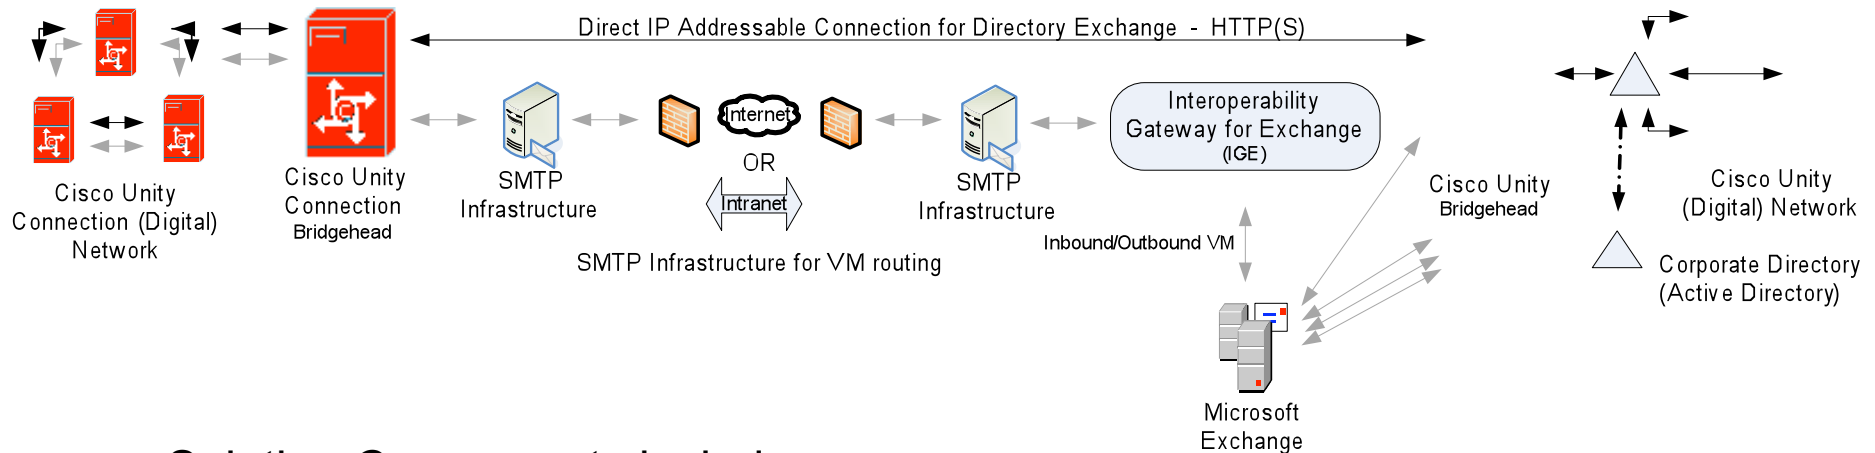 Direct IP Addressable Connection for Directory Exchange - HTTP(S)
Cisco Unity
Connection (Digital)
Network
Cisco Unity
Connection
Bridgehead
SMTP
Infrastructure
Internet
OR
Intranet
SMTP Infrastructure for VM routing
SMTP
Infrastructure
Interoperability
Gateway for Exchange
(IGE)
Inbound/Outbound VM
Microsoft
Exchange
Cisco Unity
Bridgehead
Cisco Unity
(Digital) Network
Corporate Directory
(Active Directory)